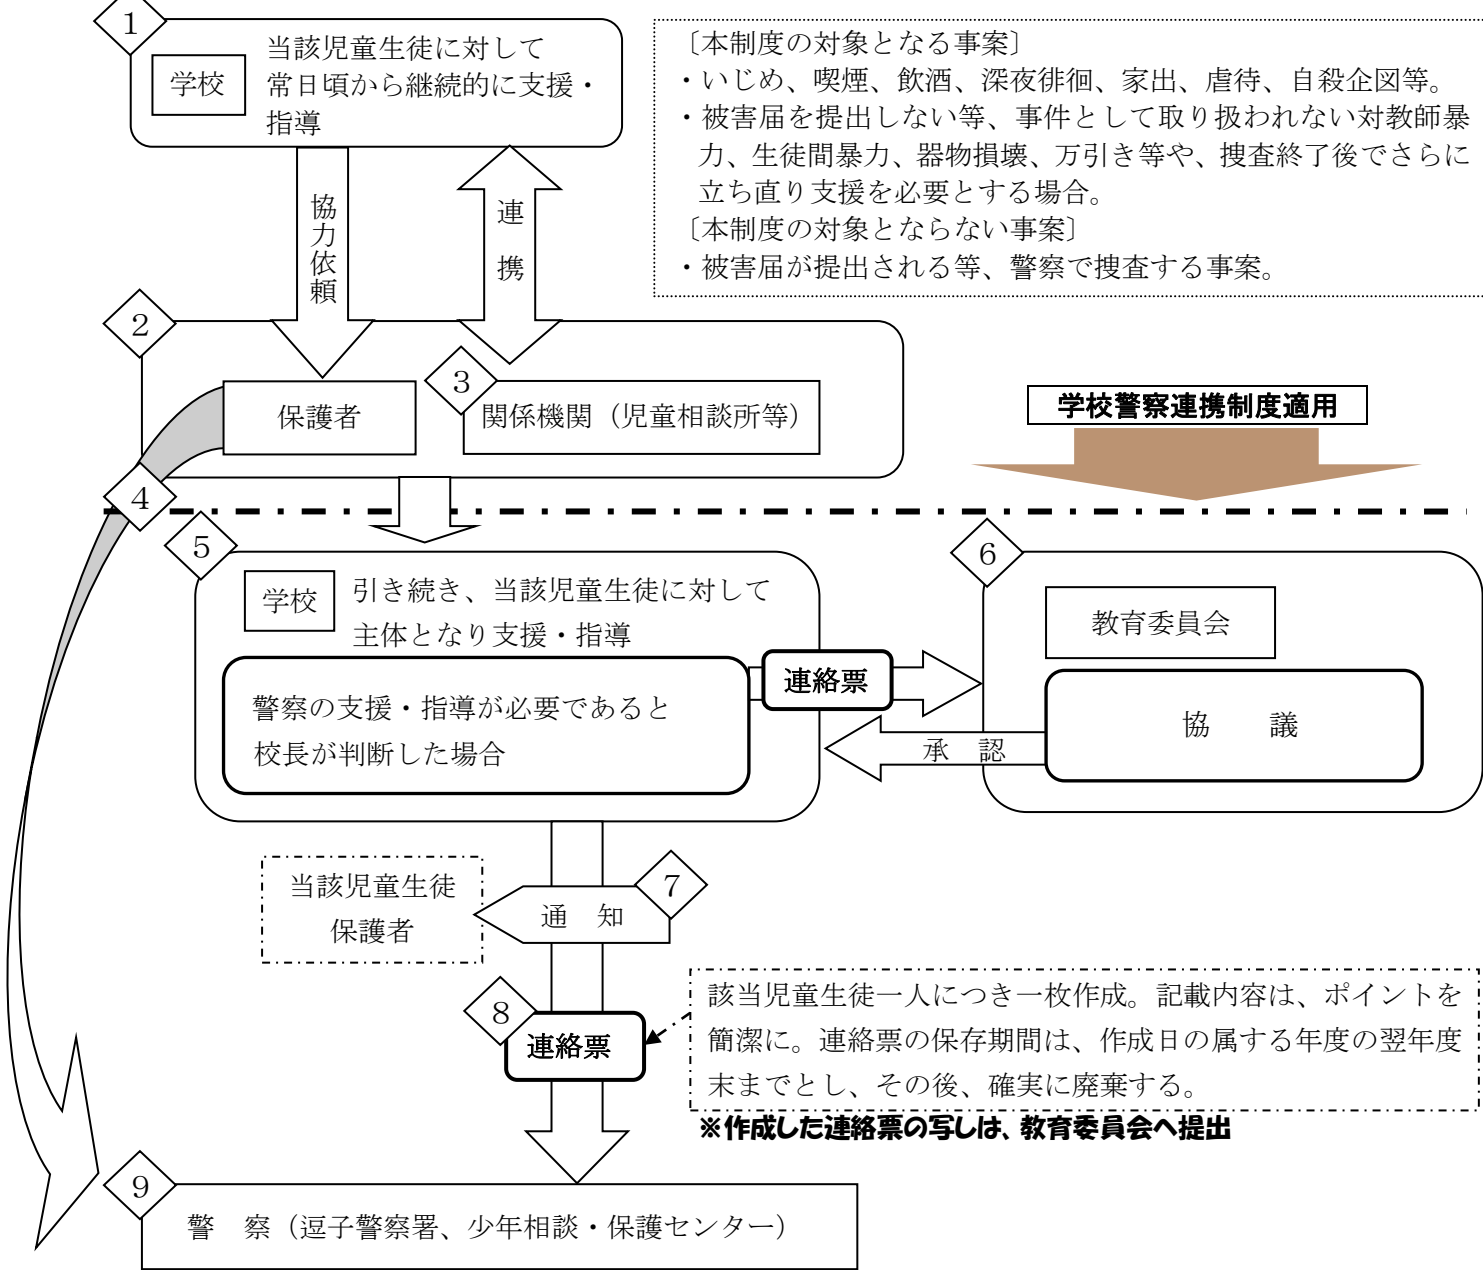 1
学校
当該児童生徒に対して
常日頃から継続的に支援・
指導
〔本制度の対象となる事案〕
・いじめ、喫煙、飲酒、深夜徘徊、家出、虐待、自殺企図等。
・被害届を提出しない等、事件として取り扱われない対教師暴
力、生徒間暴力、器物損壊、万引き等や、捜査終了後でさらに
立ち直り支援を必要とする場合。
〔本制度の対象とならない事案〕
・被害届が提出される等、警察で捜査する事案。
協力依頼
連携
2
保護者
3
関係機関（児童相談所等）
学校警察連携制度適用
4
5
学校
引き続き、当該児童生徒に対して
主体となり支援・指導
警察の支援・指導が必要であると
校長が判断した場合
連絡票
承　認
6
教育委員会
協　　議
当該児童生徒
保護者
通　知
7
8
連絡票
該当児童生徒一人につき一枚作成。記載内容は、ポイントを
簡潔に。連絡票の保存期間は、作成日の属する年度の翌年度
末までとし、その後、確実に廃棄する。
※作成した連絡票の写しは、教育委員会へ提出
9
警　察（逗子警察署、少年相談・保護センター）